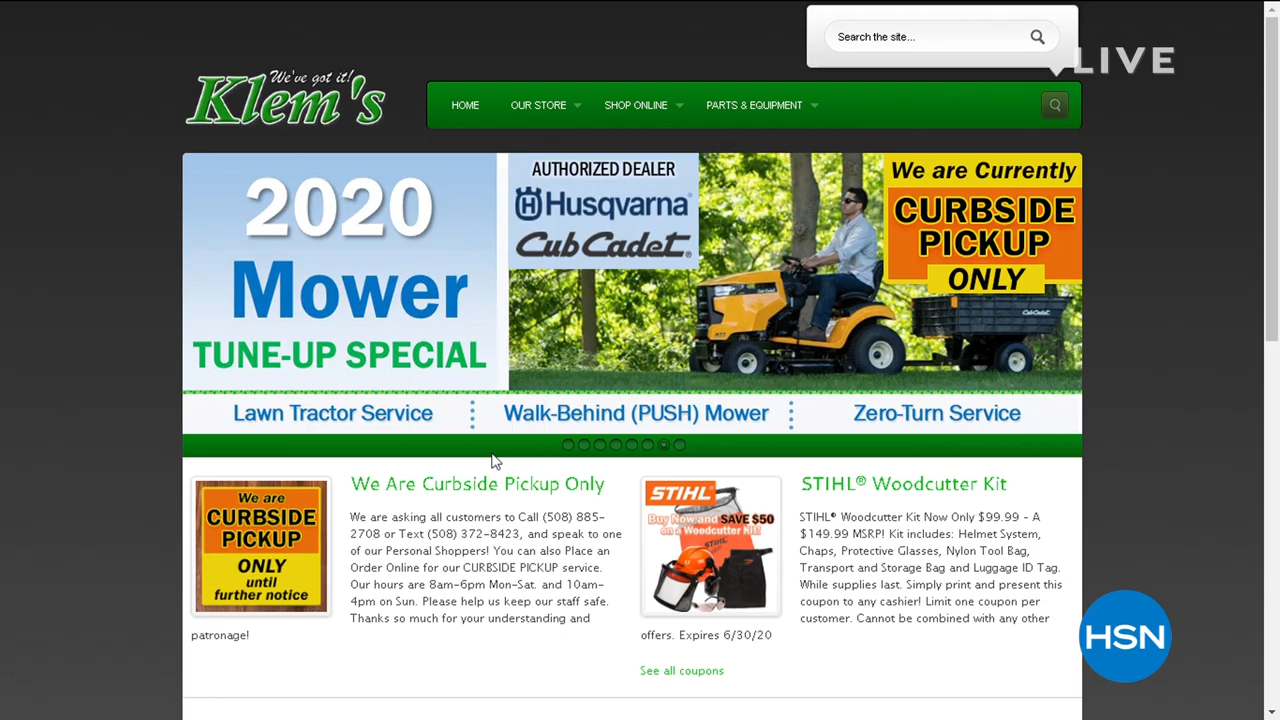 Search the site...
LIVE
We've got it!
Klem's
HOME OUR STORE SHOP ONLINE PARTS & EQUIPMENT
2020
Mower
TUNE-UP SPECIAL
AUTHORIZED DEALER
Husqvarna
Cub Cadet
We are Currently
CURBSIDE
PICKUP
ONLY
Cub Cadet
Lawn Tractor Service
Walk-Behind (PUSH) Mower
Zero-Turn Service
We are
CURBSIDE
PICKUP
ONLY
until
further notice
We Are Curbside Pickup Only
We are asking all customers to Call (508) 885-
2708 or Text (508) 372-8423, and speak to one
of our Personal Shoppers! You can also Place an
Order Online for our CURBSIDE PICKUP service.
Our hours are 8am-6pm Mon-Sat. and 10am-
4pm on Sun. Please help us keep our staff safe.
Thanks so much for your understanding and
patronage!
STIHL
Buy Now and SAVE $50
on a Woodcutter Kit!
STIHL® Woodcutter Kit
STIHL® Woodcutter Kit Now Only $99.99 - A
$149.99 MSRP! Kit includes: Helmet System,
Chaps, Protective Glasses, Nylon Tool Bag,
Transport and Storage Bag and Luggage ID Tag.
While supplies last. Simply print and present this
coupon to any cashier! Limit one coupon per
customer. Cannot be combined with any other
offers. Expires 6/30/20
See all coupons
HSN